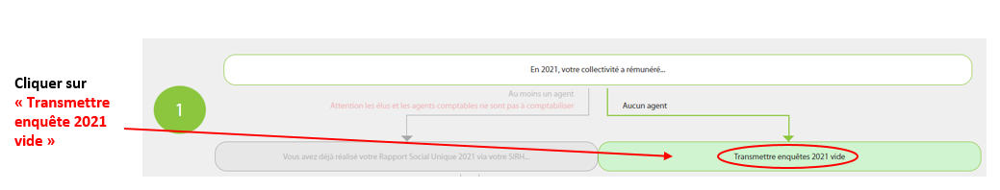 En 2021, votre collectivité a rémunéré...
Cliquer sur
« Transmettre
enquête 2021
vide »
1
Au moins un agent
Attention les élus et les agents comptables ne sont pas à comptabiliser
Aucun agent
Vous avez déjà réalisé votre Rapport Social Unique 2021 via votre SIRH...
Transmettre enquêtes 2021 vide